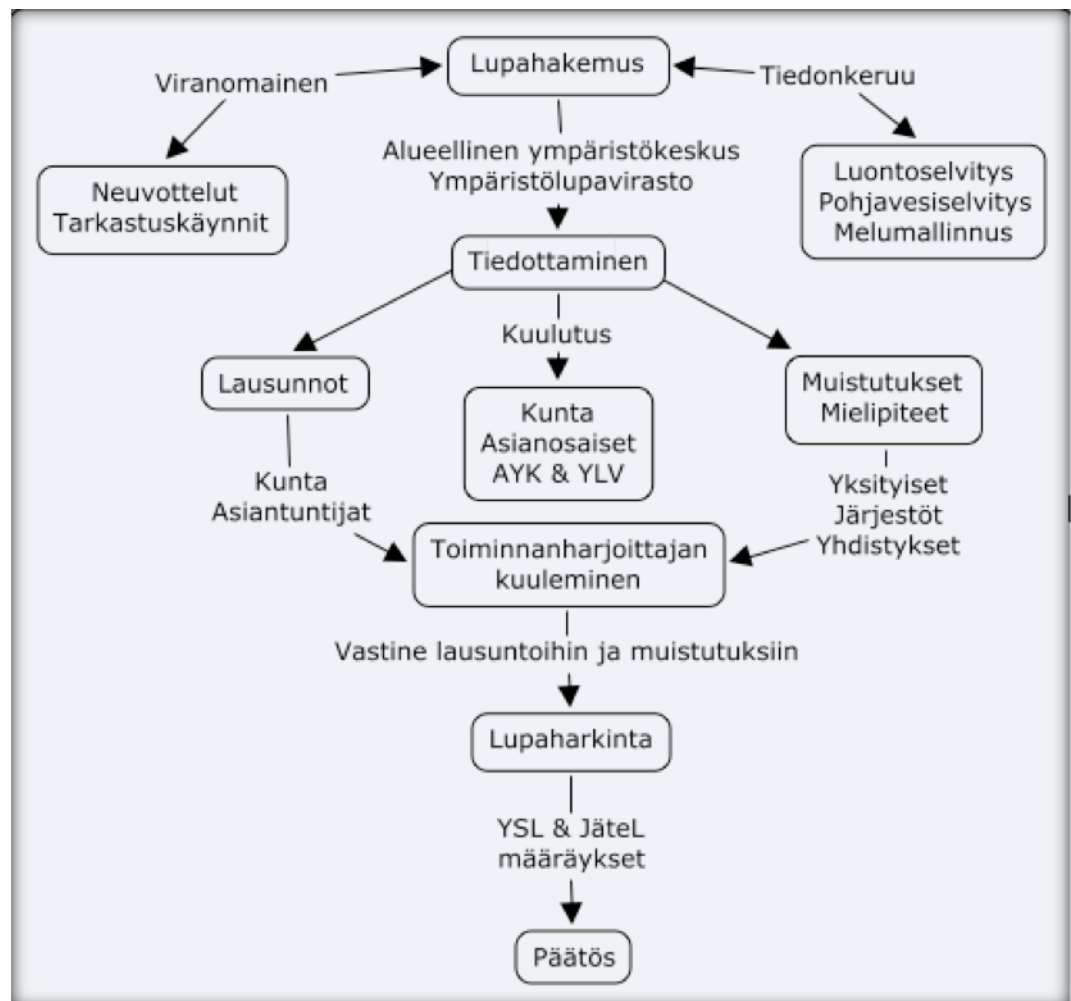 Lupahakemus
Viranomainen
Tiedonkeruu
Alueellinen ympäristökeskus
Ympäristölupavirasto
Neuvottelut
Tarkastuskäynnit
Luontoselvitys
Pohjavesiselvitys
Melumallinnus
Tiedottaminen
Kuulutus
Lausunnot
Kunta
Asianosaiset
AYK & YLV
Muistutukset
Mielipiteet
Kunta
Asiantuntijat
Yksityiset
Järjestöt
Yhdistykset
Toiminnanharjoittajan
kuuleminen
Vastine lausuntoihin ja muistutuksiin
Lupaharkinta
YSL & JäteL
määräykset
Päätös